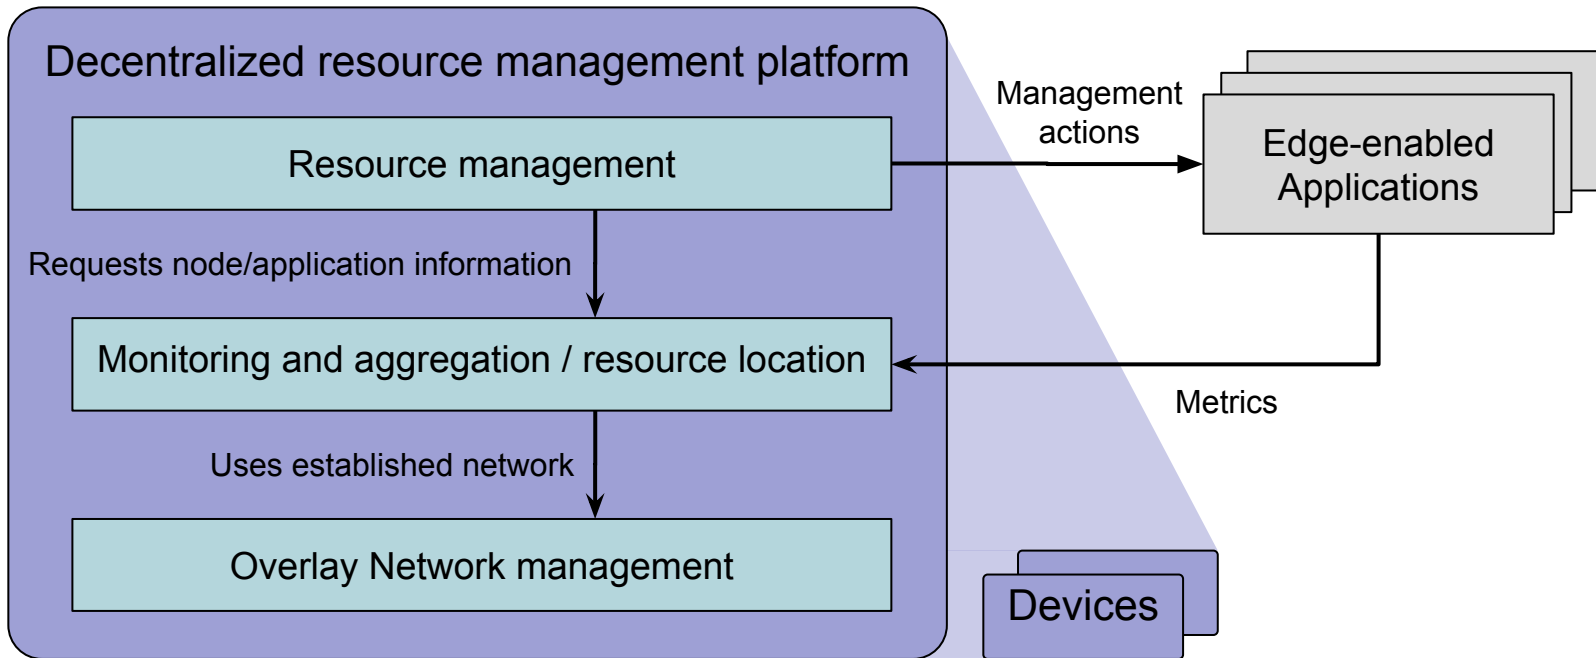 Decentralized resource management platform
Resource management
Requests node/application information
Monitoring and aggregation / resource location
Uses established network
Overlay Network management
Management
actions
Edge-enabled
Applications
Metrics
Devices